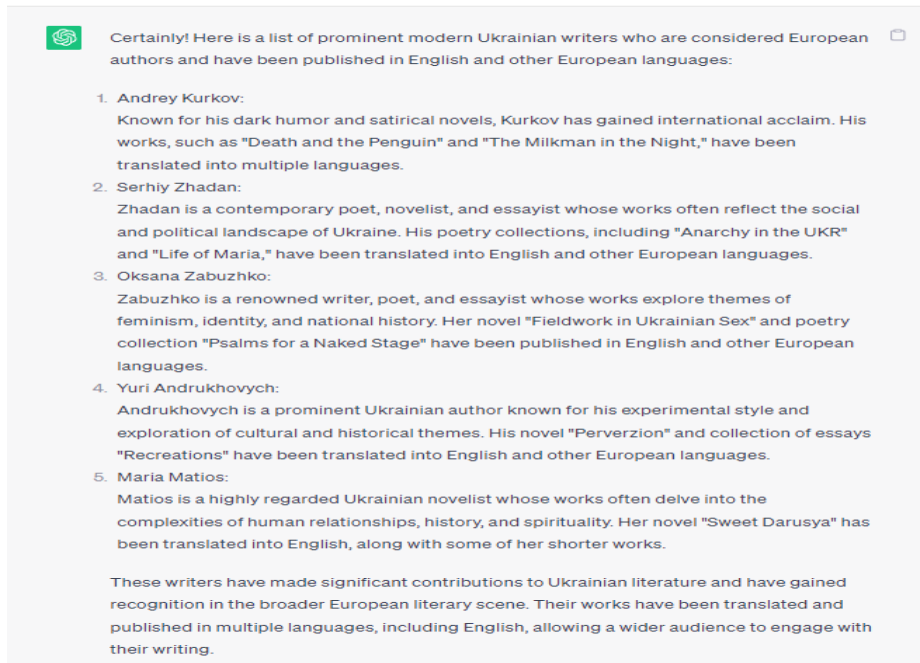 Certainly! Here is a list of prominent modern Ukrainian writers who are considered European
authors and have been published in English and other European languages:
1. Andrey Kurkov:
Known for his dark humor and satirical novels, Kurkov has gained international acclaim. His
works, such as "Death and the Penguin" and "The Milkman in the Night," have been
translated into multiple languages.
2. Serhiy Zhadan:
Zhadan is a contemporary poet, novelist, and essayist whose works often reflect the social
and political landscape of Ukraine. His poetry collections, including "Anarchy in the UKR"
and "Life of Maria," have been translated into English and other European languages.
3. Oksana Zabuzhko:
Zabuzhko is a renowned writer, poet, and essayist whose works explore themes of
feminism, identity, and national history. Her novel "Fieldwork in Ukrainian Sex" and poetry
collection "Psalms for a Naked Stage" have been published in English and other European
languages.
4. Yuri Andrukhovych:
Andrukhovych is a prominent Ukrainian author known for his experimental style and
exploration of cultural and historical themes. His novel "Perverzion" and collection of essays
"Recreations" have been translated into English and other European languages.
5. Maria Matios:
Matios is a highly regarded Ukrainian novelist whose works often delve into the
complexities of human relationships, history, and spirituality. Her novel "Sweet Darusya" has
been translated into English, along with some of her shorter works.
These writers have made significant contributions to Ukrainian literature and have gained
recognition in the broader European literary scene. Their works have been translated and
published in multiple languages, including English, allowing a wider audience to engage with
their writing.